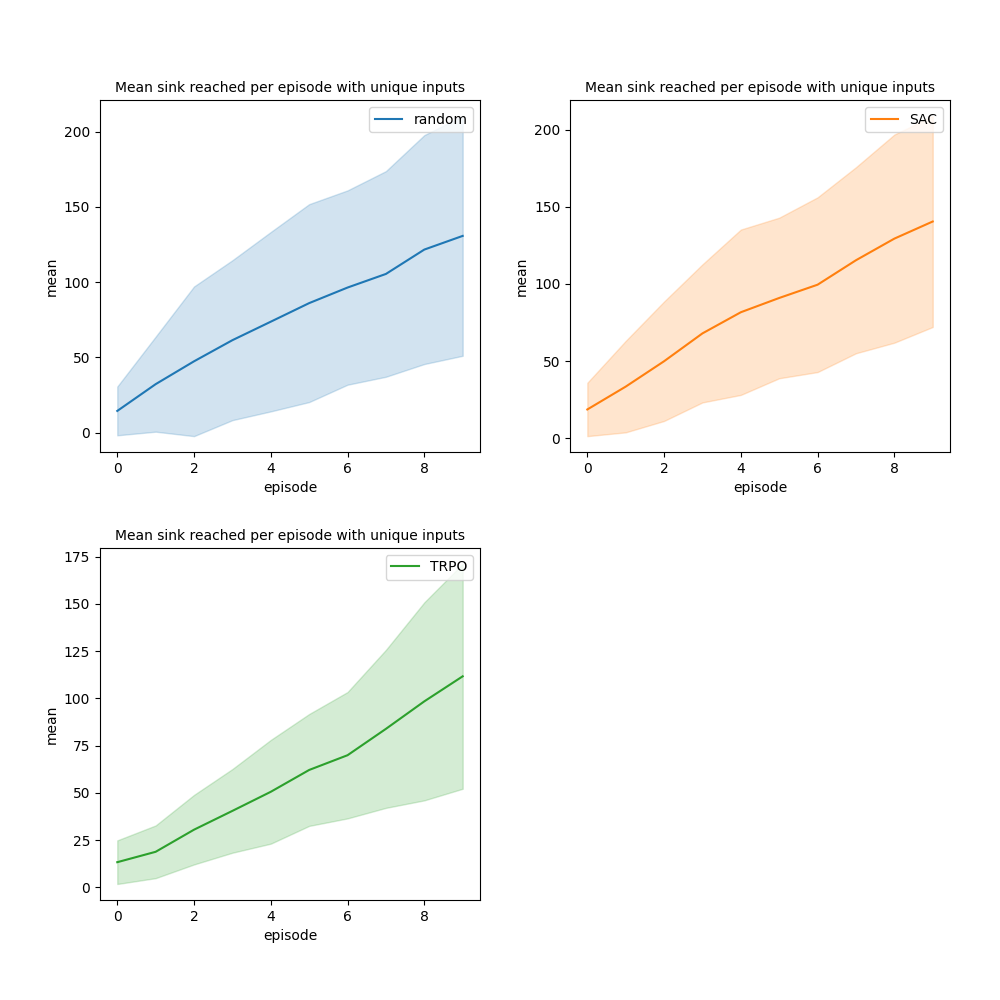 Mean sink reached per episode with unique inputs
random
200
150
100
50
0
mean
0 2 4 6 8
episode
Mean sink reached per episode with unique inputs
SAC
200
150
100
50
0
mean
0 2 4 6 8
episode
Mean sink reached per episode with unique inputs
TRPO
175
150
125
100
75
50
25
0
mean
0 2 4 6 8
episode